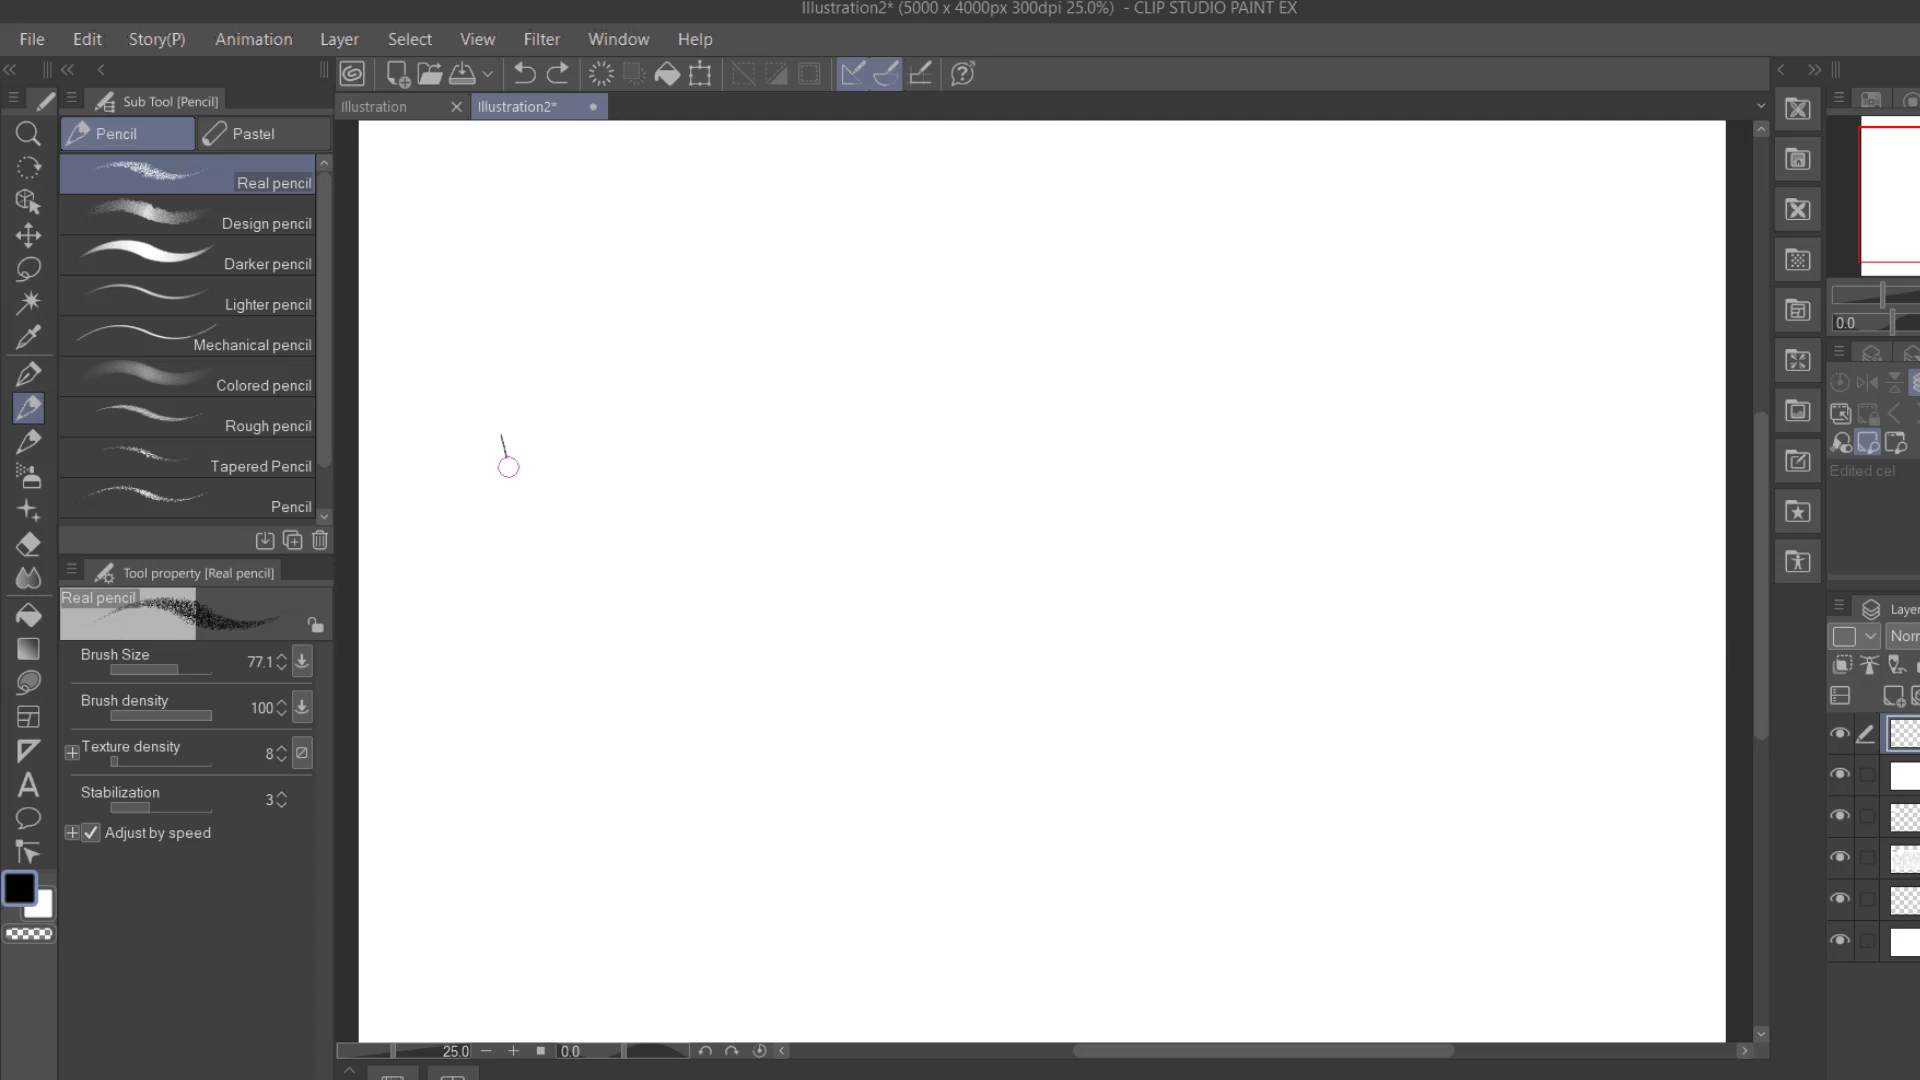 Illustration2* (5000 x 4000px 300dpi 25.0%) - CLIP STUDIO PAINT EX
File Edit Story(P) Animation Layer Select View Filter Window Help
Sub Tool [Pencil]
Illustration
Illustration2*
Pencil
Pastel
Real pencil
Design pencil
Darker pencil
Lighter pencil
Mechanical pencil
Colored pencil
Rough pencil
Tapered Pencil
Pencil
Tool property [Real pencil]
Real pencil
Brush Size 77.1
Brush density 100
Texture density 8
Stabilization 3
Adjust by speed
25.0
0.0
0.0
Edited cel
Layer
Norm